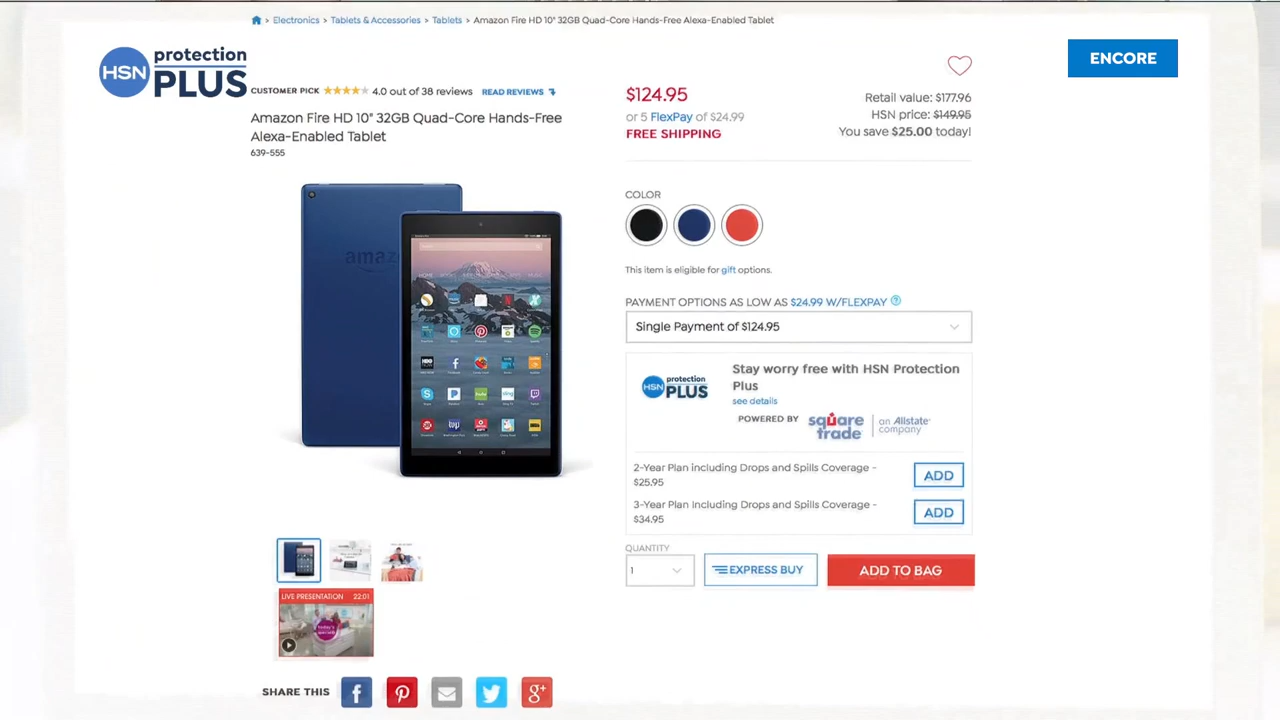 > Electronics > Tablets & Accessories > Tablets > Amazon Fire HD 10" 32GB Quad-Core Hands-Free Alexa-Enabled Tablet
HSN protection PLUS
ENCORE
CUSTOMER PICK 4.0 out of 38 reviews READ REVIEWS
Amazon Fire HD 10" 32GB Quad-Core Hands-Free
Alexa-Enabled Tablet
639-555
$124.95
or 5 FlexPay of $24.99
FREE SHIPPING
Retail value: $177.96
HSN price: $149.95
You save $25.00 today!
COLOR
This item is eligible for gift options.
PAYMENT OPTIONS AS LOW AS $24.99 W/FLEXPAY ?
Single Payment of $124.95
HSN protection PLUS
Stay worry free with HSN Protection
Plus
see details
POWERED BY square trade an Allstate company
2-Year Plan including Drops and Spills Coverage -
$25.95
ADD
3-Year Plan Including Drops and Spills Coverage -
$34.95
ADD
QUANTITY
1
EXPRESS BUY
ADD TO BAG
amaz
LIVE PRESENTATION 22:01
today's
SHARE THIS